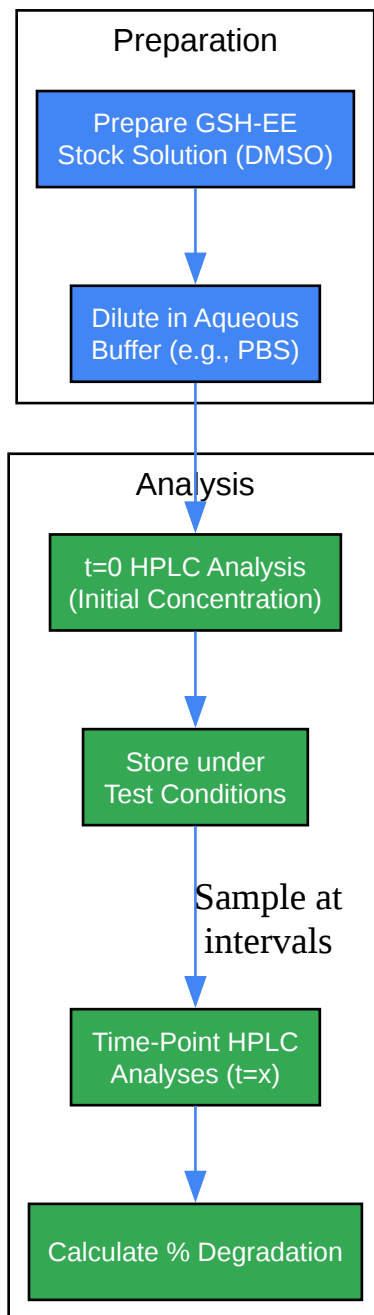 Preparation
Prepare GSH-EE
Stock Solution (DMSO)
Dilute in Aqueous
Buffer (e.g., PBS)
Analysis
t=0 HPLC Analysis
(Initial Concentration)
Store under
Test Conditions
Sample at
intervals
Time-Point HPLC
Analyses (t=x)
Calculate % Degradation